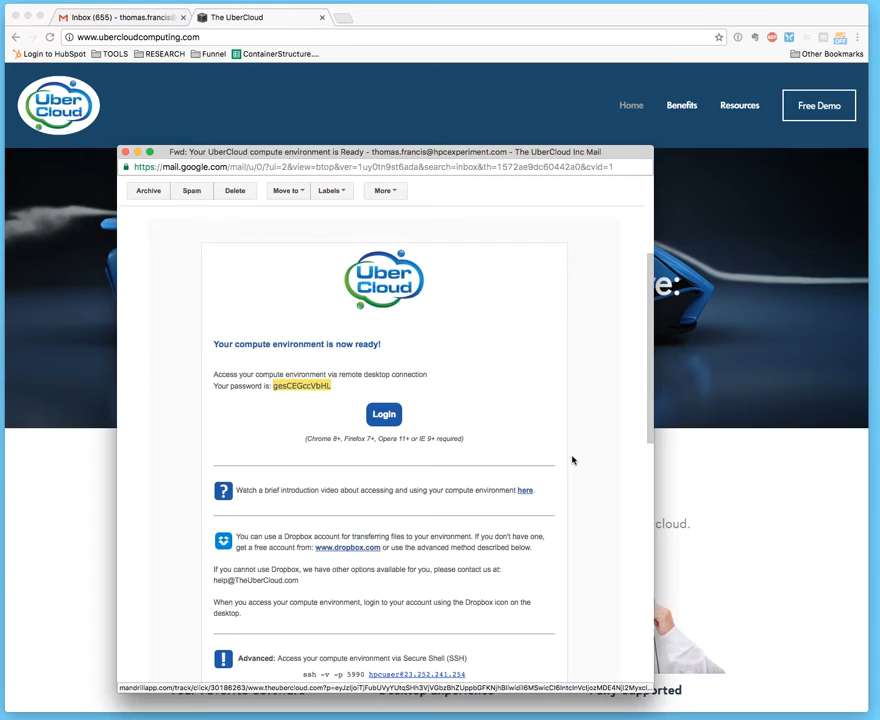 Inbox (655) - thomas.francis@
The UberCloud
www.ubercloudcomputing.com
Login to HubSpot TOOLS RESEARCH Funnel ContainerStructure....
Other Bookmarks
Uber
Cloud
Home Benefits Resources Free Demo
Fwd: Your UberCloud compute environment is Ready - thomas.francis@hpcexperiment.com - The UberCloud Inc Mail
https://mail.google.com/mail/u/0/?ui=2&view=btop&ver=1uy0tn9st6ada&search=inbox&th=1572ae9dc60442a0&cvid=1
Archive Spam Delete Move to Labels More
Uber
Cloud
e:
Your compute environment is now ready!
Access your compute environment via remote desktop connection
Your password is: gesCEGccVbHL
Login
(Chrome 8+, Firefox 7+, Opera 11+ or IE 9+ required)
? Watch a brief introduction video about accessing and using your compute environment here.
cloud.
You can use a Dropbox account for transferring files to your environment. If you don't have one,
get a free account from: www.dropbox.com or use the advanced method described below.
If you cannot use Dropbox, we have other options available for you, please contact us at:
help@TheUberCloud.com
When you access your compute environment, login to your account using the Dropbox icon on the
desktop.
! Advanced: Access your compute environment via Secure Shell (SSH)
ssh -v -p 5990 hpcuser@23.252.241.254